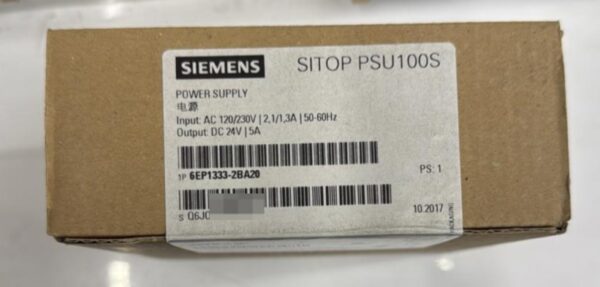 SIEMENS SITOP PSU100S
POWER SUPPLY
电源
Input: AC 120/230V | 2,1/1,3A | 50-60Hz
Output: DC 24V | 5A
1P 6EP1333-2BA20 PS: 1
S Q6J0 10.2017